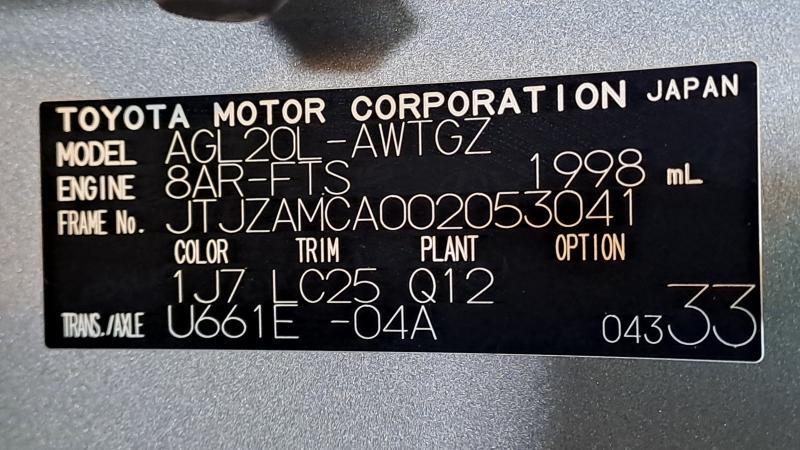 TOYOTA MOTOR CORPORATION JAPAN
MODEL AGL20L-AWTGZ
ENGINE 8AR-FTS 1998 mL
FRAME No. JTJZAMCA002053041
COLOR TRIM PLANT OPTION
1J7 LC25 Q12
TRANS./AXLE U661E -04A 04333